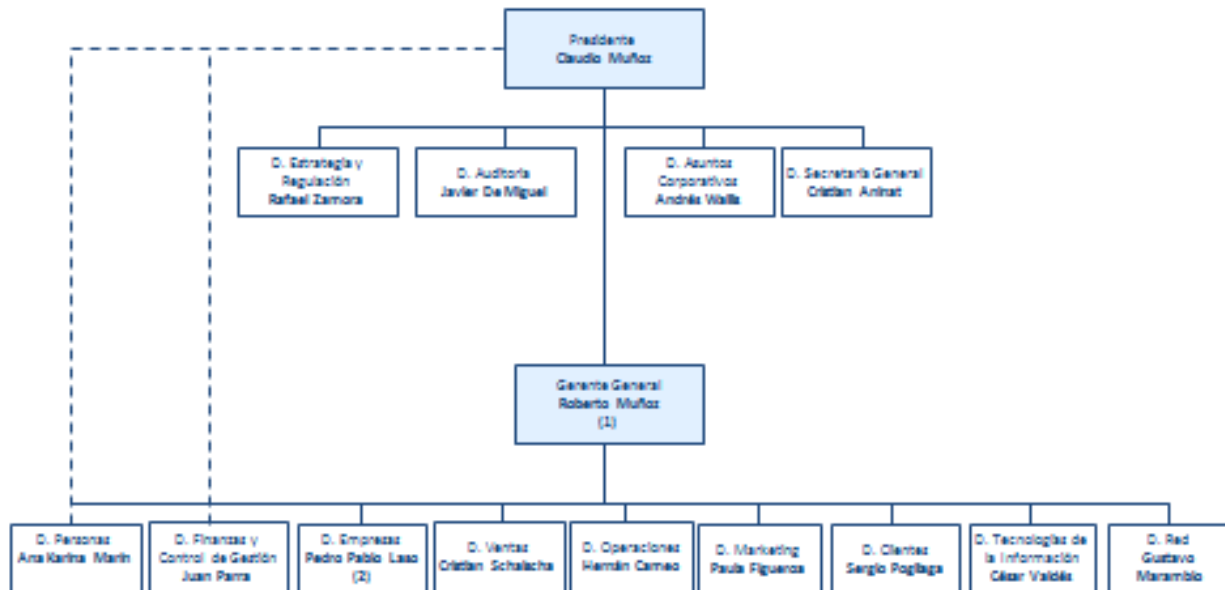 Presidente
Claudio Muñoz
D. Estrategia y
Regulación
Rafael Zamora
D. Auditoría
Javier De Miguel
D. Asuntos
Corporativos
Andrés Wallis
D. Secretaría General
Cristian Aninat
Gerente General
Roberto Muñoz
(1)
D. Personas
Ana Karina Marín
D. Finanzas y
Control de Gestión
Juan Parra
D. Empresas
Pedro Pablo Laso
(2)
D. Ventas
Cristian Schalscha
D. Operaciones
Hernán Cameo
D. Marketing
Paula Figueroa
D. Clientes
Sergio
D. Tecnologías de
la Información
César Valdés
D. Red
Gustavo
Marambio